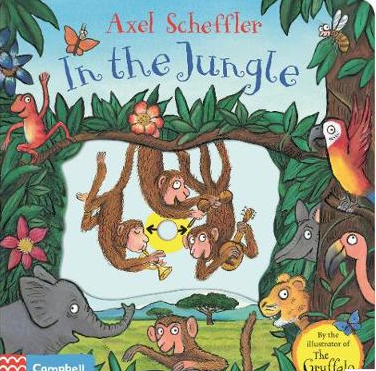 Axel Scheffler
In the Jungle
By the
illustrator of
The
Gruffalo
Campbell